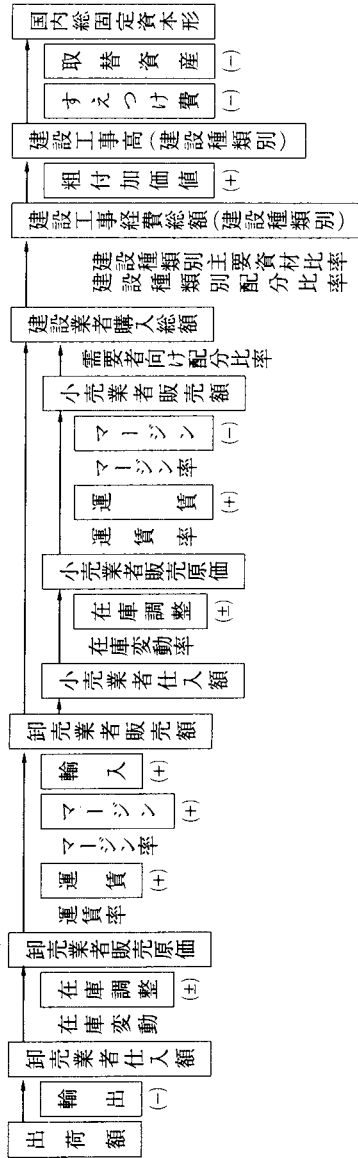 出荷額
輸出
(−)
卸売業者仕入額
在庫変動
在庫調整
(±)
卸売業者販売原価
運賃率
運賃
(+)
マージン率
マージン
(+)
輸入
(+)
卸売業者販売額
小売業者仕入額
在庫変動率
在庫調整
(±)
小売業者販売原価
運賃率
運賃
(+)
マージン率
マージン
(−)
小売業者販売額
需要者向け配分比率
建設業者購入総額
建設種類別主要資材比率
建設種類別配分比率
建設工事経費総額(建設種類別)
粗付加価値
(+)
建設工事高(建設種類別)
すえつけ費
(−)
取替資産
(−)
国内総固定資本形